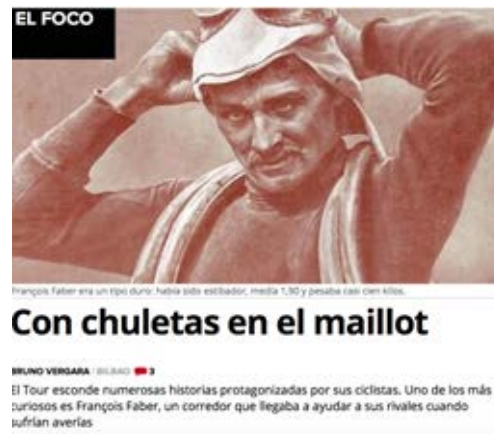 EL FOCO
François Faber era un tipo duro: había sido estibador, medía 1,90 y pesaba casi cien kilos.
Con chuletas en el maillot
BRUNO VERGARA / BILBAO 3
El Tour esconde numerosas historias protagonizadas por sus ciclistas. Uno de los más
curiosos es François Faber, un corredor que llegaba a ayudar a sus rivales cuando
sufrían averías